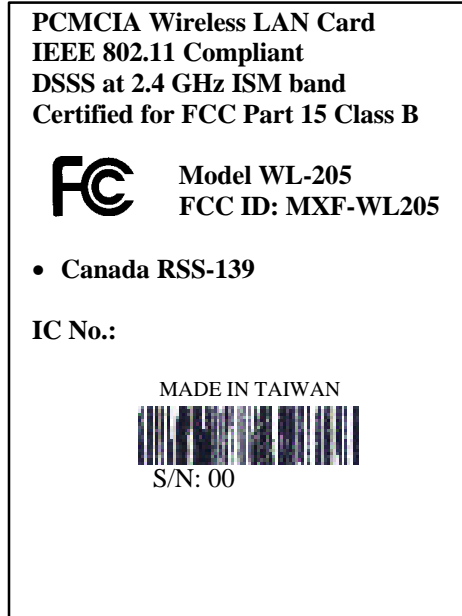 PCMCIA Wireless LAN Card
IEEE 802.11 Compliant
DSSS at 2.4 GHz ISM band
Certified for FCC Part 15 Class B
FC
Model WL-205
FCC ID: MXF-WL205
• Canada RSS-139
IC No.:
MADE IN TAIWAN
S/N: 00